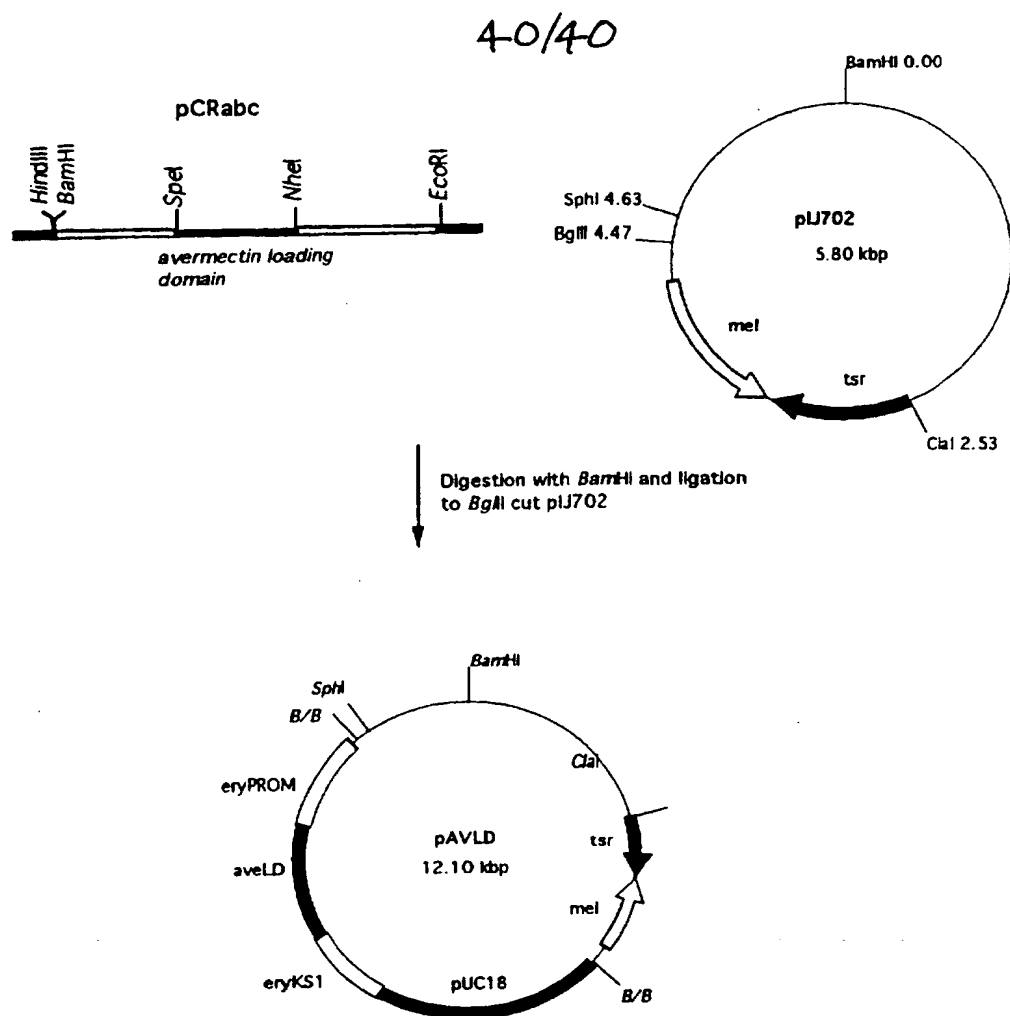 40/40
pCRabc
HindIII
BamHI
SpeI
NheI
EcoRI
avermectin loading
domain
BamHI 0.00
SphI 4.63
BglII 4.47
pIJ702
5.80 kbp
mel
tsr
ClaI 2.53
Digestion with BamHI and ligation
to BglII cut pIJ702
BamHI
SphI
B/B
ClaI
eryPROM
pAVLD
12.10 kbp
tsr
aveLD
mel
eryKS1
pUC18
B/B